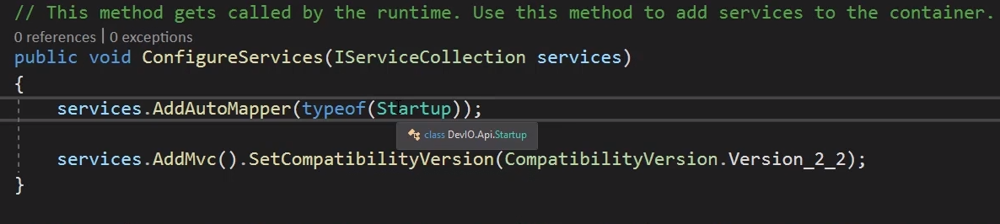 // This method gets called by the runtime. Use this method to add services to the container.
0 references | 0 exceptions
public void ConfigureServices(IServiceCollection services)
{
services.AddAutoMapper(typeof(Startup));
class DevIO.Api.Startup
services.AddMvc().SetCompatibilityVersion(CompatibilityVersion.Version_2_2);
}